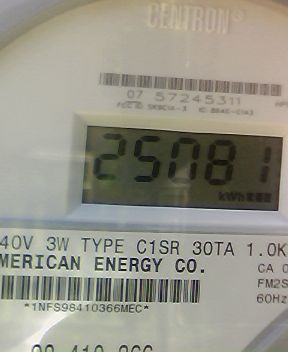 CENTRON®
07 57245311
25081
kWh
40V 3W TYPE C1SR 30TA 1.0K
MERICAN ENERGY CO.
CA 0
FM2S
60Hz
*1NFS98410366MEC*